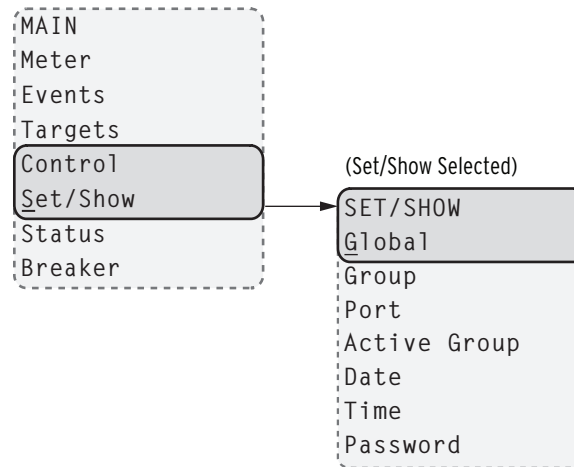 MAIN
Meter
Events
Targets
Control
Set/Show
Status
Breaker
(Set/Show Selected)
SET/SHOW
Global
Group
Port
Active Group
Date
Time
Password